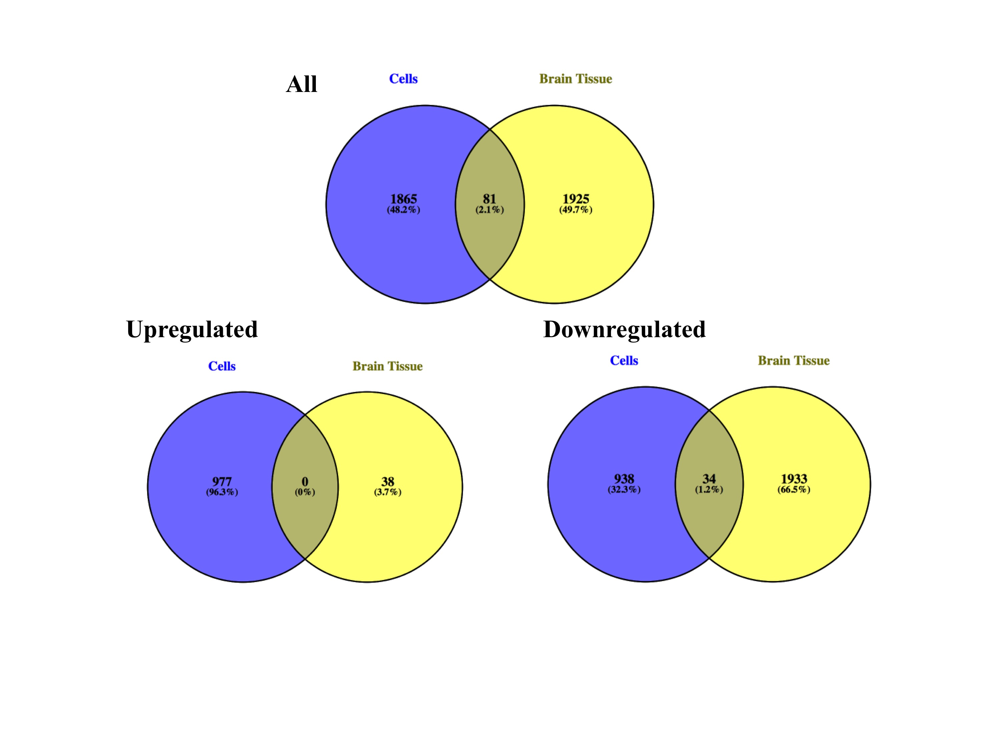 All
Cells
Brain Tissue
1865
(48.2%)
81
(2.1%)
1925
(49.7%)
Upregulated
Cells
Brain Tissue
977
(96.3%)
0
(0%)
38
(3.7%)
Downregulated
Cells
Brain Tissue
938
(32.3%)
34
(1.2%)
1933
(66.5%)